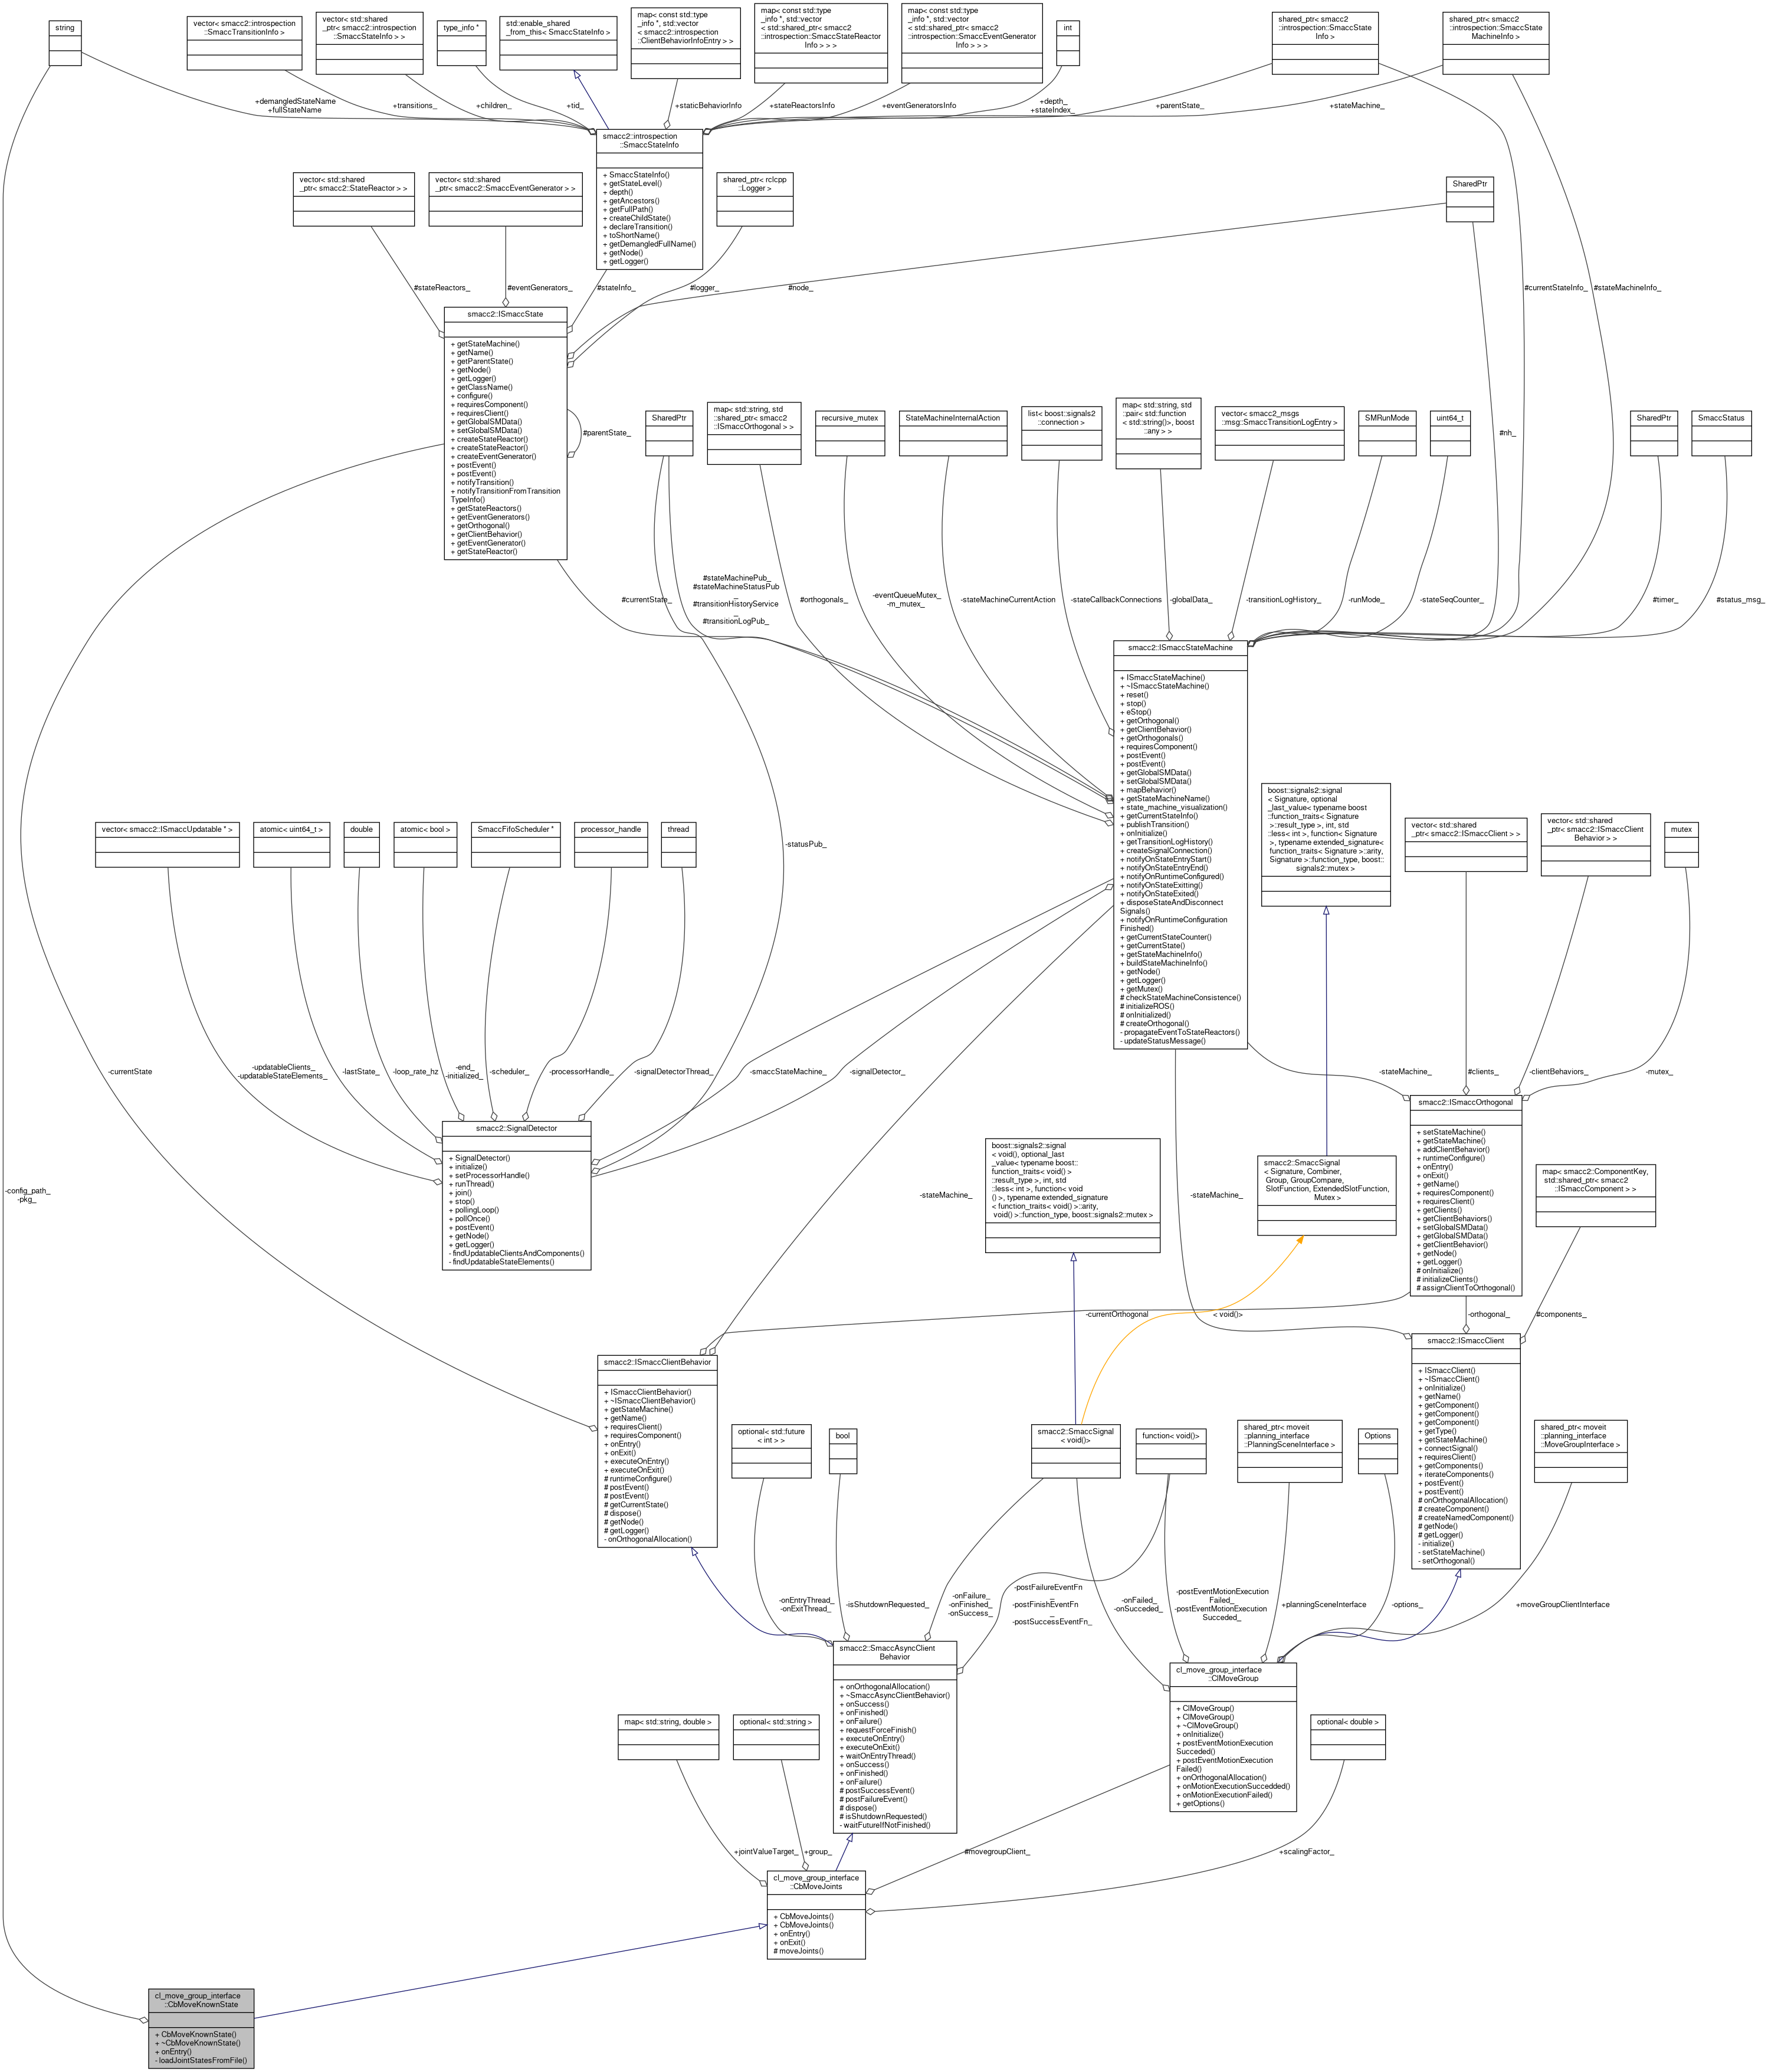 string
vector< smacc2::introspection
::SmaccTransitionInfo >
vector< std::shared
_ptr< smacc2::introspection
::SmaccStateInfo > >
type_info *
std::enable_shared
_from_this< SmaccStateInfo >
map< const std::type
_info *, std::vector
< smacc2::introspection
::ClientBehaviorInfoEntry > >
map< const std::type
_info *, std::vector
< std::shared_ptr< smacc2
::introspection::SmaccStateReactor
Info > > >
map< const std::type
_info *, std::vector
< std::shared_ptr< smacc2
::introspection::SmaccEventGenerator
Info > > >
int
shared_ptr< smacc2
::introspection::SmaccState
Info >
shared_ptr< smacc2
::introspection::SmaccState
MachineInfo >
+demangledStateName
+fullStateName
+transitions_
+children_
+tid_
+staticBehaviorInfo
+stateReactorsInfo
+eventGeneratorsInfo
+depth_
+stateIndex_
+parentState_
+stateMachine_
smacc2::introspection
::SmaccStateInfo
+ SmaccStateInfo()
+ getStateLevel()
+ depth()
+ getAncestors()
+ getFullPath()
+ createChildState()
+ declareTransition()
+ toShortName()
+ getDemangledFullName()
+ getNode()
+ getLogger()
vector< std::shared
_ptr< smacc2::StateReactor > >
vector< std::shared
_ptr< smacc2::SmaccEventGenerator > >
shared_ptr< rclcpp
::Logger >
SharedPtr
#stateReactors_
#eventGenerators_
#stateInfo_
#logger_
#node_
#currentStateInfo_
#stateMachineInfo_
smacc2::ISmaccState
+ getStateMachine()
+ getName()
+ getParentState()
+ getNode()
+ getLogger()
+ getClassName()
+ configure()
+ requiresComponent()
+ requiresClient()
+ getGlobalSMData()
+ setGlobalSMData()
+ createStateReactor()
+ createStateReactor()
+ createEventGenerator()
+ postEvent()
+ postEvent()
+ notifyTransition()
+ notifyTransitionFromTransition
TypeInfo()
+ getStateReactors()
+ getEventGenerators()
+ getOrthogonal()
+ getClientBehavior()
+ getEventGenerator()
+ getStateReactor()
#parentState_
#nh_
SharedPtr
map< std::string, std
::shared_ptr< smacc2
::ISmaccOrthogonal > >
recursive_mutex
StateMachineInternalAction
list< boost::signals2
::connection >
map< std::string, std
::pair< std::function
< std::string()>, boost
::any > >
vector< smacc2_msgs
::msg::SmaccTransitionLogEntry >
SMRunMode
uint64_t
SharedPtr
SmaccStatus
#currentState_
#stateMachinePub_
#stateMachineStatusPub
_
#transitionHistoryService
_
#transitionLogPub_
#orthogonals_
-eventQueueMutex_
-m_mutex_
-stateMachineCurrentAction
-stateCallbackConnections
-globalData_
-transitionLogHistory_
-runMode_
-stateSeqCounter_
#timer_
#status_msg_
smacc2::ISmaccStateMachine
+ ISmaccStateMachine()
+ ~ISmaccStateMachine()
+ reset()
+ stop()
+ eStop()
+ getOrthogonal()
+ getClientBehavior()
+ getOrthogonals()
+ requiresComponent()
+ postEvent()
+ postEvent()
+ getGlobalSMData()
+ setGlobalSMData()
+ mapBehavior()
+ getStateMachineName()
+ state_machine_visualization()
+ getCurrentStateInfo()
+ publishTransition()
+ onInitialize()
+ getTransitionLogHistory()
+ createSignalConnection()
+ notifyOnStateEntryStart()
+ notifyOnStateEntryEnd()
+ notifyOnRuntimeConfigured()
+ notifyOnStateExitting()
+ notifyOnStateExited()
+ disposeStateAndDisconnect
Signals()
+ notifyOnRuntimeConfiguration
Finished()
+ getCurrentStateCounter()
+ getCurrentState()
+ getStateMachineInfo()
+ buildStateMachineInfo()
+ getNode()
+ getLogger()
+ getMutex()
# checkStateMachineConsistence()
# initializeROS()
# onInitialized()
# createOrthogonal()
- propagateEventToStateReactors()
- updateStatusMessage()
boost::signals2::signal
< Signature, optional
_last_value< typename boost
::function_traits< Signature
>::result_type >, int, std
::less< int >, function< Signature
>, typename extended_signature<
function_traits< Signature >::arity,
Signature >::function_type, boost::
signals2::mutex >
vector< std::shared
_ptr< smacc2::ISmaccClient > >
vector< std::shared
_ptr< smacc2::ISmaccClient
Behavior > >
mutex
vector< smacc2::ISmaccUpdatable * >
atomic< uint64_t >
double
atomic< bool >
SmaccFifoScheduler *
processor_handle
thread
-statusPub_
-currentState
-updatableClients_
-updatableStateElements_
-lastState_
-loop_rate_hz
-end_
-initialized_
-scheduler_
-processorHandle_
-signalDetectorThread_
-smaccStateMachine_
-signalDetector_
-stateMachine_
#clients_
-clientBehaviors_
-mutex_
smacc2::SignalDetector
+ SignalDetector()
+ initialize()
+ setProcessorHandle()
+ runThread()
+ join()
+ stop()
+ pollingLoop()
+ pollOnce()
+ postEvent()
+ getNode()
+ getLogger()
- findUpdatableClientsAndComponents()
- findUpdatableStateElements()
smacc2::ISmaccOrthogonal
+ setStateMachine()
+ getStateMachine()
+ addClientBehavior()
+ runtimeConfigure()
+ onEntry()
+ onExit()
+ getName()
+ requiresComponent()
+ requiresClient()
+ getClients()
+ getClientBehaviors()
+ setGlobalSMData()
+ getGlobalSMData()
+ getClientBehavior()
+ getNode()
+ getLogger()
# onInitialize()
# initializeClients()
# assignClientToOrthogonal()
boost::signals2::signal
< void(), optional_last
_value< typename boost::
function_traits< void() >
::result_type >, int, std
::less< int >, function< void
() >, typename extended_signature
< function_traits< void() >::arity,
void() >::function_type, boost::signals2::mutex >
smacc2::SmaccSignal
< Signature, Combiner,
Group, GroupCompare,
SlotFunction, ExtendedSlotFunction,
Mutex >
map< smacc2::ComponentKey,
std::shared_ptr< smacc2
::ISmaccComponent > >
-config_path_
-pkg_
-stateMachine_
-stateMachine_
-currentOrthogonal
< void()>
-orthogonal_
#components_
smacc2::ISmaccClientBehavior
+ ISmaccClientBehavior()
+ ~ISmaccClientBehavior()
+ getStateMachine()
+ getName()
+ requiresClient()
+ requiresComponent()
+ onEntry()
+ onExit()
+ executeOnEntry()
+ executeOnExit()
# runtimeConfigure()
# postEvent()
# postEvent()
# getCurrentState()
# dispose()
# getNode()
# getLogger()
- onOrthogonalAllocation()
smacc2::ISmaccClient
+ ISmaccClient()
+ ~ISmaccClient()
+ onInitialize()
+ getName()
+ getComponent()
+ getComponent()
+ getComponent()
+ getType()
+ getStateMachine()
+ connectSignal()
+ requiresClient()
+ getComponents()
+ iterateComponents()
+ postEvent()
+ postEvent()
# onOrthogonalAllocation()
# createComponent()
# createNamedComponent()
# getNode()
# getLogger()
- initialize()
- setStateMachine()
- setOrthogonal()
optional< std::future
< int > >
bool
smacc2::SmaccSignal
< void()>
function< void()>
shared_ptr< moveit
::planning_interface
::PlanningSceneInterface >
Options
shared_ptr< moveit
::planning_interface
::MoveGroupInterface >
-onEntryThread_
-onExitThread_
-isShutdownRequested_
-onFailure_
-onFinished_
-onSuccess_
-postFailureEventFn
_
-postFinishEventFn
_
-postSuccessEventFn_
-onFailed_
-onSucceded_
-postEventMotionExecution
Failed_
-postEventMotionExecution
Succeded_
+planningSceneInterface
-options_
+moveGroupClientInterface
smacc2::SmaccAsyncClient
Behavior
+ onOrthogonalAllocation()
+ ~SmaccAsyncClientBehavior()
+ onSuccess()
+ onFinished()
+ onFailure()
+ requestForceFinish()
+ executeOnEntry()
+ executeOnExit()
+ waitOnEntryThread()
+ onSuccess()
+ onFinished()
+ onFailure()
# postSuccessEvent()
# postFailureEvent()
# dispose()
# isShutdownRequested()
- waitFutureIfNotFinished()
cl_move_group_interface
::ClMoveGroup
+ ClMoveGroup()
+ ClMoveGroup()
+ ~ClMoveGroup()
+ onInitialize()
+ postEventMotionExecution
Succeded()
+ postEventMotionExecution
Failed()
+ onOrthogonalAllocation()
+ onMotionExecutionSuccedded()
+ onMotionExecutionFailed()
+ getOptions()
map< std::string, double >
optional< std::string >
optional< double >
+jointValueTarget_
+group_
#movegroupClient_
+scalingFactor_
cl_move_group_interface
::CbMoveJoints
+ CbMoveJoints()
+ CbMoveJoints()
+ onEntry()
+ onExit()
# moveJoints()
cl_move_group_interface
::CbMoveKnownState
+ CbMoveKnownState()
+ ~CbMoveKnownState()
+ onEntry()
- loadJointStatesFromFile()